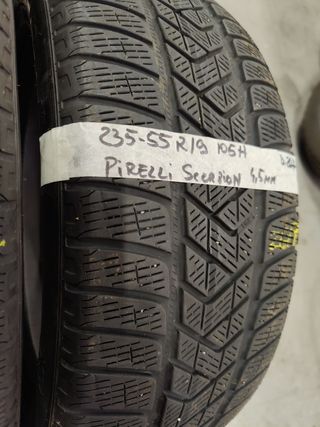 235-55 R19 105H
PIRELLI SCORPION 4,5MM